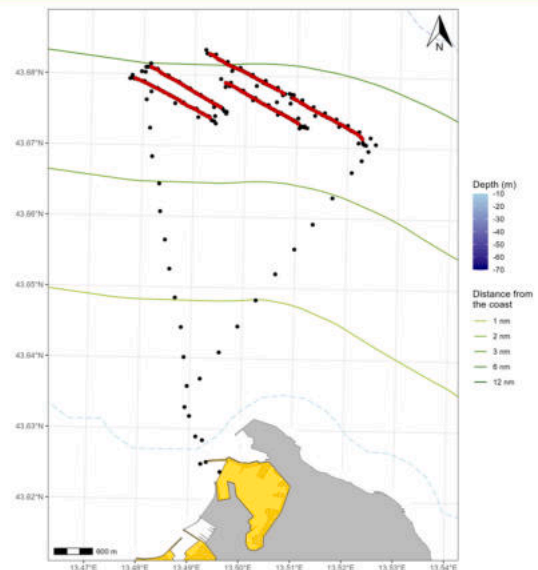 N
43.68°N
43.67°N
43.66°N
43.65°N
43.64°N
43.63°N
43.62°N
600 m
13.47°E
13.48°E
13.49°E
13.50°E
13.51°E
13.52°E
13.53°E
13.54°E
Depth (m)
-10
-20
-30
-40
-50
-60
-70
Distance from
the coast
1 nm
2 nm
3 nm
6 nm
12 nm